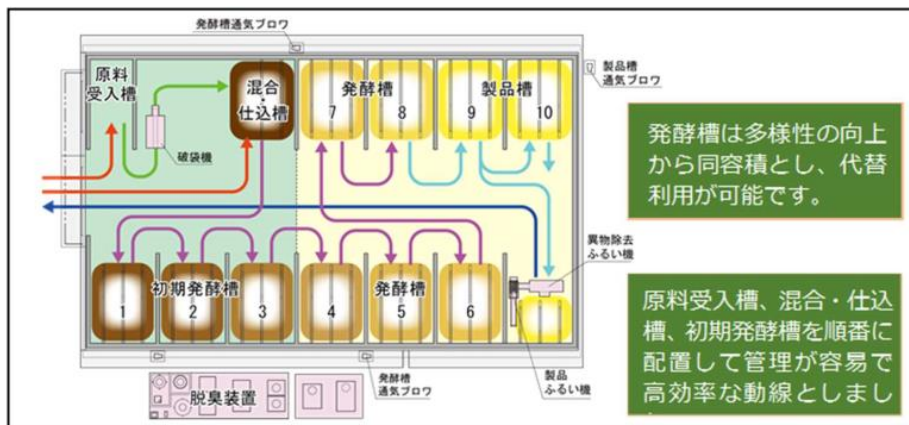 発酵槽通気ブロワ
原料
受入槽
破袋機
混合
・
仕込槽
発酵槽
7
8
製品槽
9
10
製品槽
通気ブロワ
発酵槽は多様性の向上
から同容積とし、代替
利用が可能です。
初期発酵槽
1
2
3
発酵槽
4
5
6
異物除去
ふるい機
製品
ふるい機
発酵槽
通気ブロワ
脱臭装置
原料受入槽、混合・仕込
槽、初期発酵槽を順番に
配置して管理が容易で
高効率な動線としまし